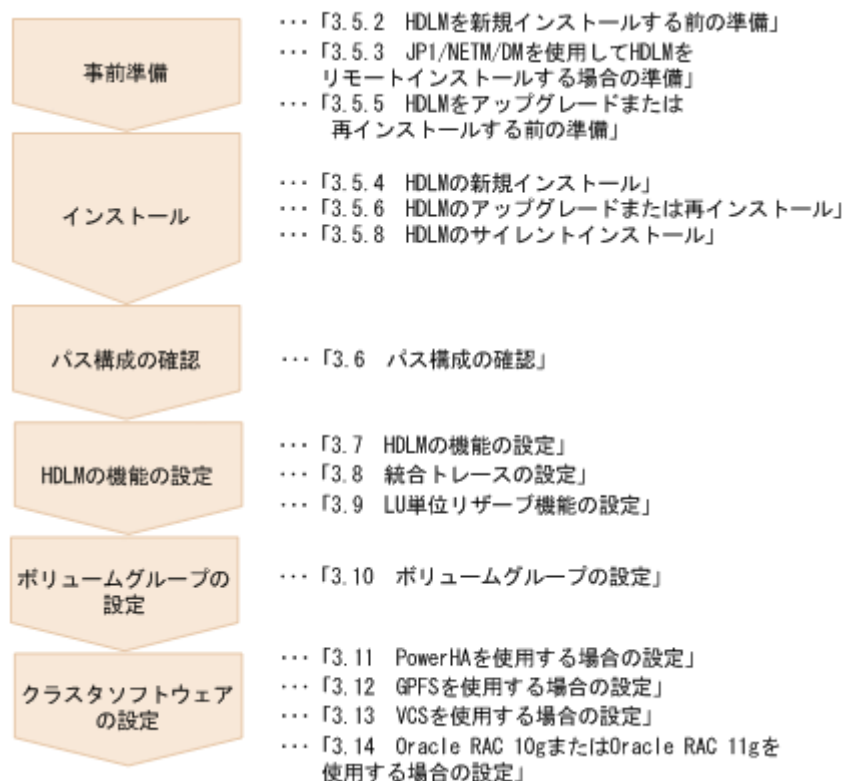 事前準備
･･･「3.5.2 HDLMを新規インストールする前の準備」
･･･「3.5.3 JP1/NETM/DMを使用してHDLMを
リモートインストールする場合の準備」
･･･「3.5.5 HDLMをアップグレードまたは
再インストールする前の準備」
インストール
･･･「3.5.4 HDLMの新規インストール」
･･･「3.5.6 HDLMのアップグレードまたは再インストール」
･･･「3.5.8 HDLMのサイレントインストール」
パス構成の確認
･･･「3.6 パス構成の確認」
HDLMの機能の設定
･･･「3.7 HDLMの機能の設定」
･･･「3.8 統合トレースの設定」
･･･「3.9 LU単位リザーブ機能の設定」
ボリュームグループの
設定
･･･「3.10 ボリュームグループの設定」
クラスタソフトウェア
の設定
･･･「3.11 PowerHAを使用する場合の設定」
･･･「3.12 GPFSを使用する場合の設定」
･･･「3.13 VCSを使用する場合の設定」
･･･「3.14 Oracle RAC 10gまたはOracle RAC 11gを
使用する場合の設定」